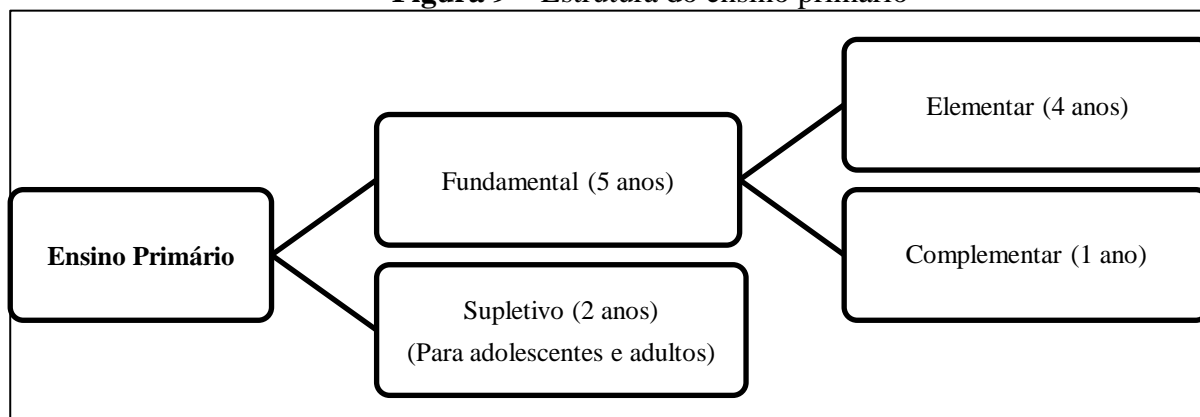 Figura 9 – Estrutura do ensino primário
Elementar (4 anos)
Fundamental (5 anos)
Ensino Primário
Complementar (1 ano)
Supletivo (2 anos)
(Para adolescentes e adultos)